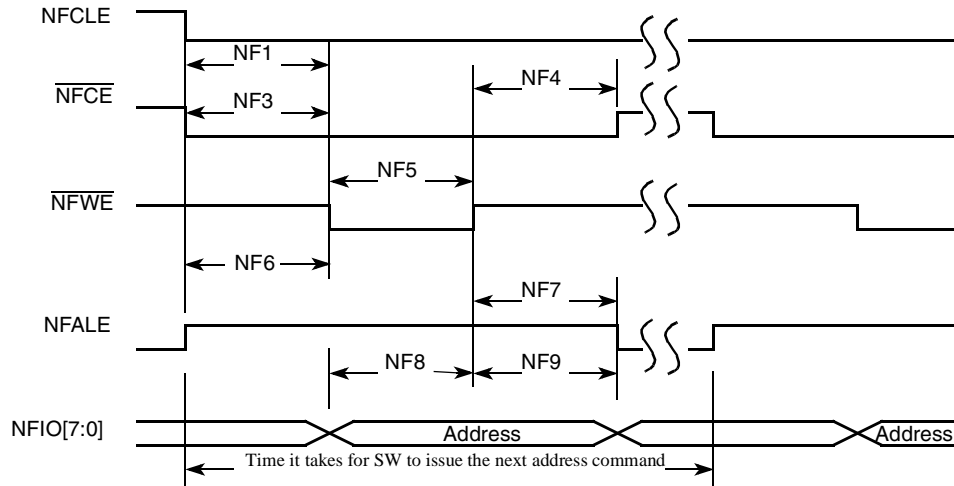 NFCLE
NF1
NF4
NFCE
NF3
NF5
NFWE
NF6
NF7
NFALE
NF8
NF9
NFIO[7:0]
Address
Address
Time it takes for SW to issue the next address command